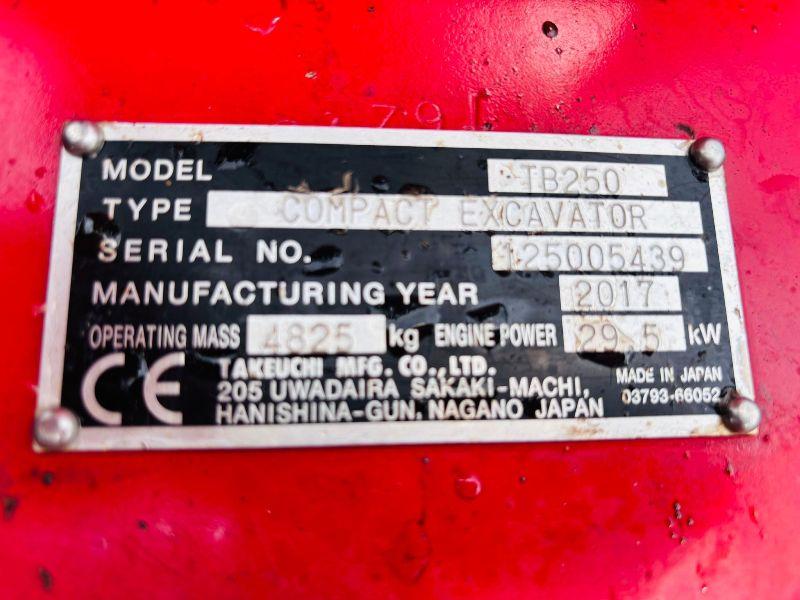 MODEL TB250
TYPE COMPACT EXCAVATOR
SERIAL NO. 125005439
MANUFACTURING YEAR 2017
OPERATING MASS 4825 kg ENGINE POWER 29.5 kW
CE TAKEUCHI MFG. CO., LTD.
205 UWADAIRA SAKAKI-MACHI, MADE IN JAPAN
HANISHINA-GUN, NAGANO JAPAN 03793-66052